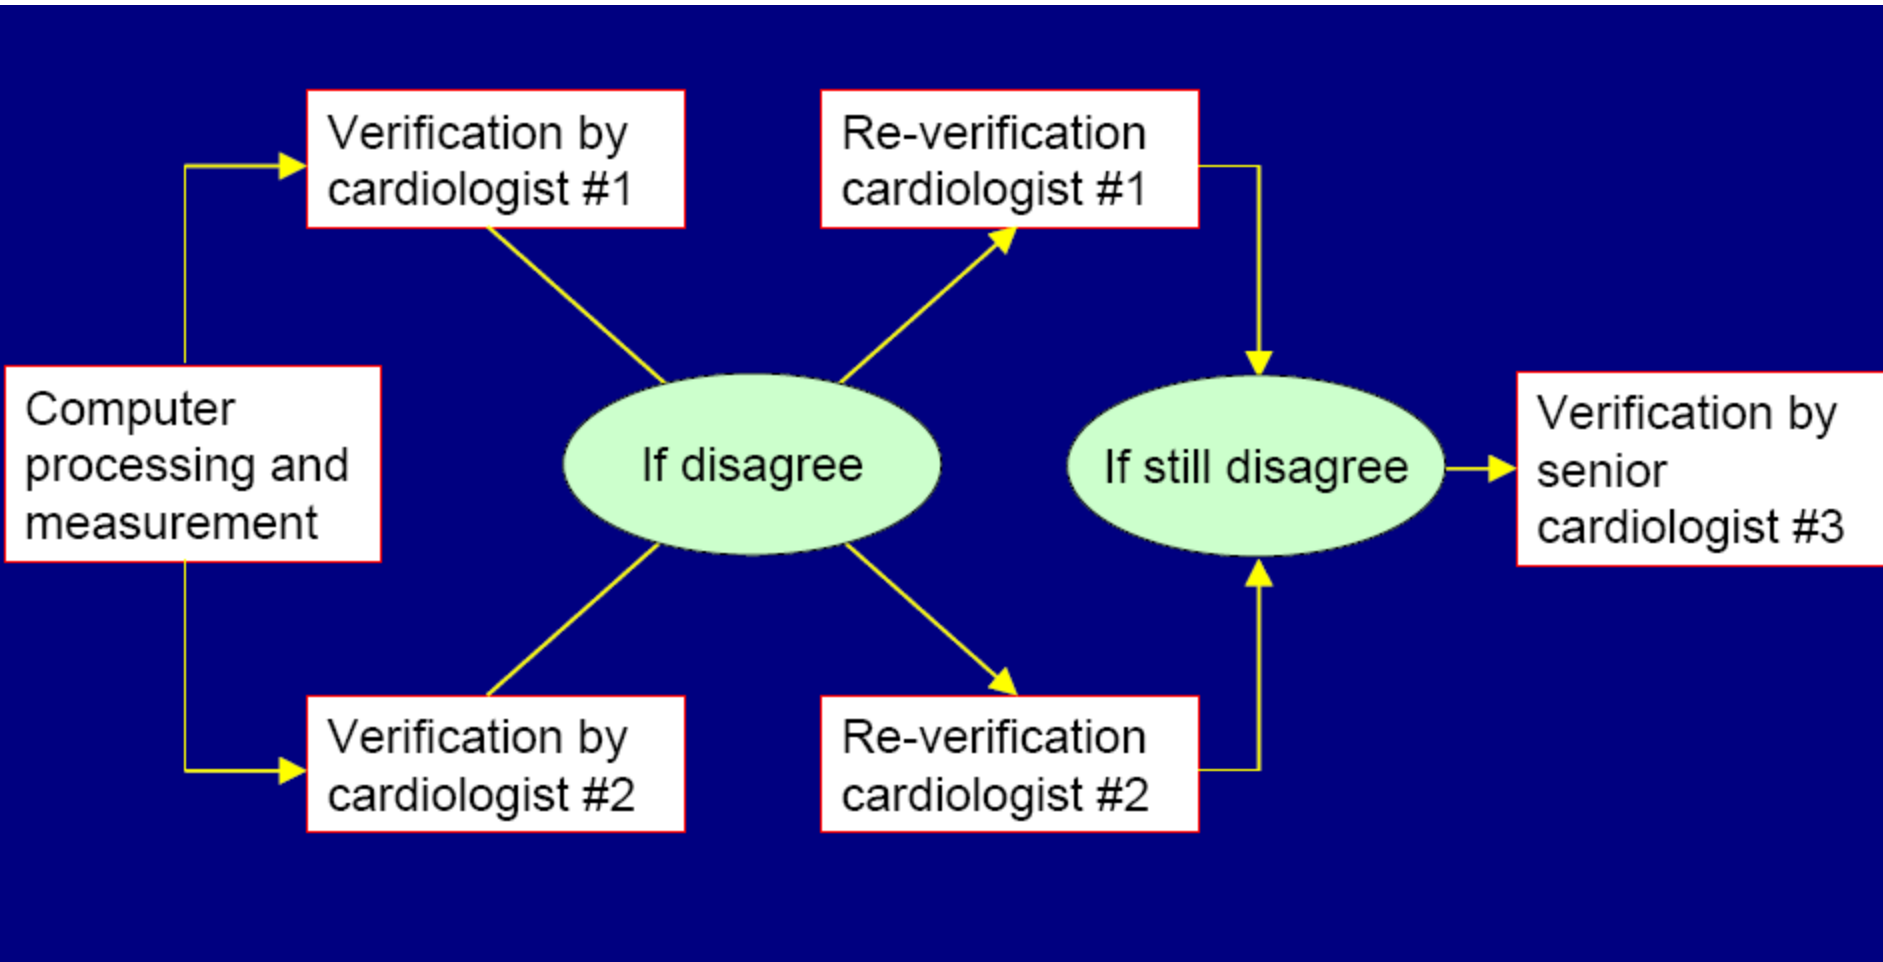 Verification by
cardiologist #1
Re-verification
cardiologist #1
Computer
processing and
measurement
If disagree
If still disagree
Verification by
senior
cardiologist #3
Verification by
cardiologist #2
Re-verification
cardiologist #2